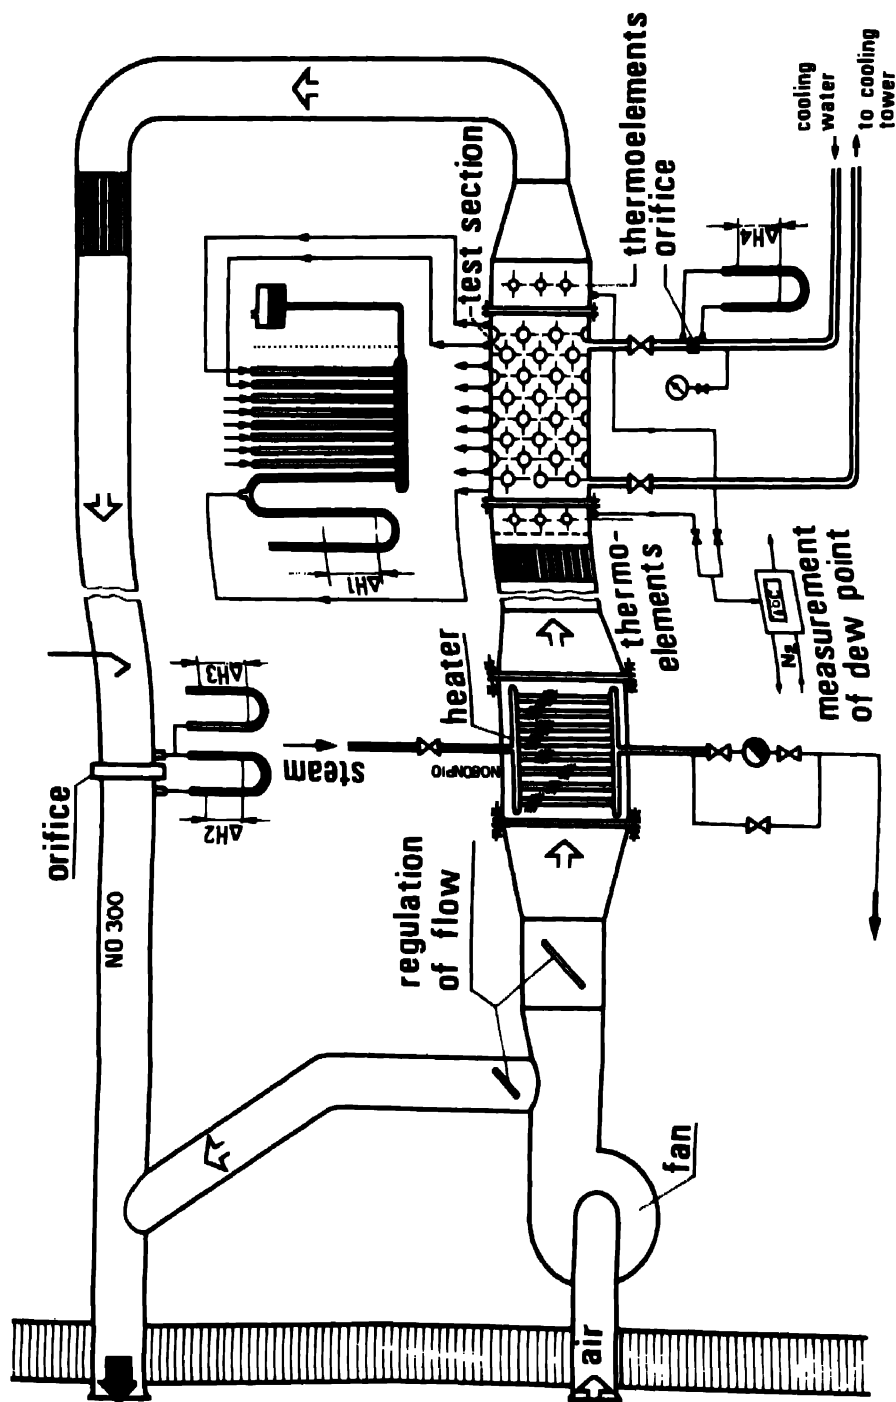 cooling
water
to cooling
tower
test section
thermoelements
orifice
ΔH4
ΔH1
thermo-
elements
measurement
of dew point
N₂
ΔH3
ΔH2
heater
steam
orifice
NO 300
regulation
of flow
fan
air